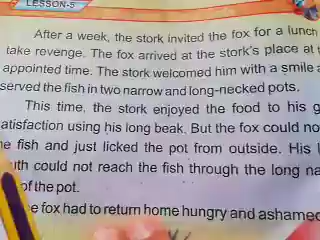 LESSON-5
After a week, the stork invited the fox for a lunch
take revenge. The fox arrived at the stork's place at
appointed time. The stork welcomed him with a smile
served the fish in two narrow and long-necked pots.
This time, the stork enjoyed the food to his
satisfaction using his long beak. But the fox could
fish and just licked the pot from outside. His
could not reach the fish through the long
of the pot.
fox had to return home hungry and ashamed